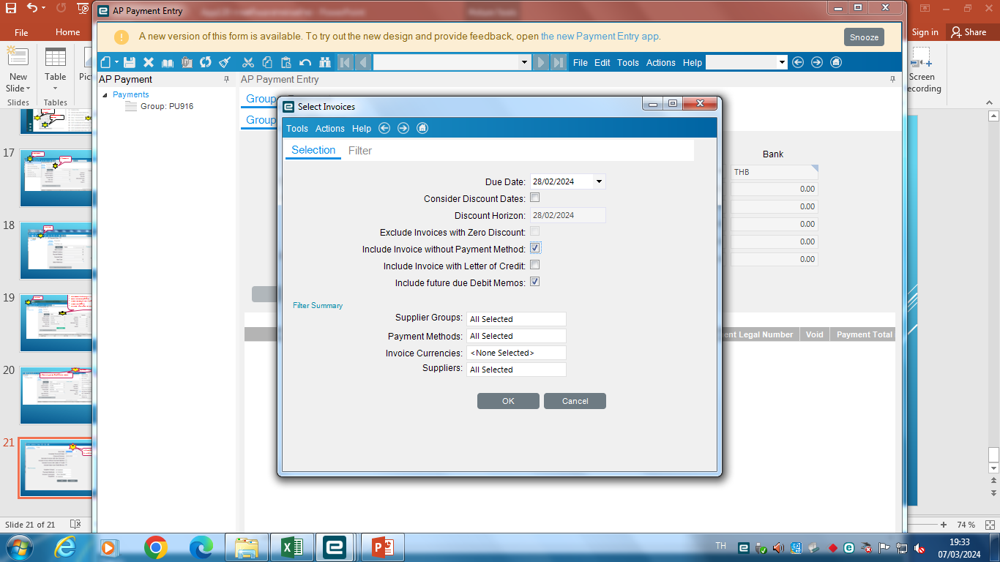 AP Payment Entry
File
Home
Sign in
Share
A new version of this form is available. To try out the new design and provide feedback, open the new Payment Entry app.
Snooze
New
Slide
Table
Screen
ecording
Slides
Tables
File Edit Tools Actions Help
AP Payment
AP Payment Entry
Payments
Group: PU916
Group
Group
Select Invoices
Tools Actions Help
Selection Filter
Due Date: 28/02/2024
Consider Discount Dates:
Discount Horizon: 28/02/2024
Exclude Invoices with Zero Discount:
Include Invoice without Payment Method:
Include Invoice with Letter of Credit:
Include future due Debit Memos:
Filter Summary
Supplier Groups: All Selected
Payment Methods: All Selected
Invoice Currencies: <None Selected>
Suppliers: All Selected
OK Cancel
Bank
THB
0.00
0.00
0.00
0.00
0.00
ent Legal Number Void Payment Total
17
18
19
20
21
Slide 21 of 21
74 %
TH
19:33
07/03/2024